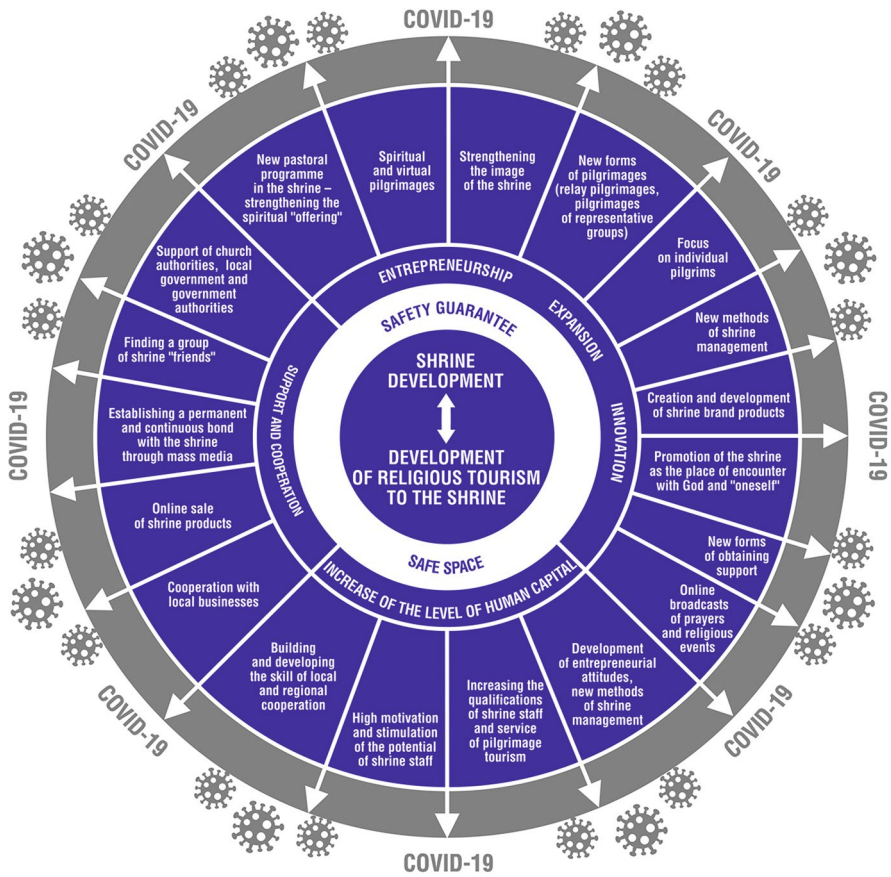 COVID-19
COVID-19
COVID-19
COVID-19
COVID-19
COVID-19
COVID-19
COVID-19
Spiritual
and virtual
pilgrimages
Strengthening
the image
of the shrine
New forms
of pilgrimages
(relay pilgrimages,
pilgrimages
of representative
groups)
Focus
on individual
pilgrims
New methods
of shrine
management
Creation and development
of shrine brand products
Promotion of the shrine
as the place of encounter
with God and "oneself"
New forms
of obtaining
support
Online
broadcasts
of prayers
and religious
events
Development
of entrepreneurial
attitudes,
new methods
of shrine
management
Increasing the
qualifications
of shrine staff
and service
of pilgrimage
tourism
High motivation
and stimulation
of the potential
of shrine staff
Building
and developing
the skill of local
and regional
cooperation
Cooperation with
local businesses
Online sale
of shrine products
Establishing a permanent
and continuous bond
with the shrine
through mass media
Finding a group
of shrine "friends"
Support of church
authorities, local
government and
government
authorities
New pastoral
programme
in the shrine –
strengthening the
spiritual "offering"
ENTREPRENEURSHIP
EXPANSION
INNOVATION
INCREASE OF THE LEVEL OF HUMAN CAPITAL
SUPPORT AND COOPERATION
SAFETY GUARANTEE
SHRINE
DEVELOPMENT
DEVELOPMENT
OF RELIGIOUS TOURISM
TO THE SHRINE
SAFE SPACE